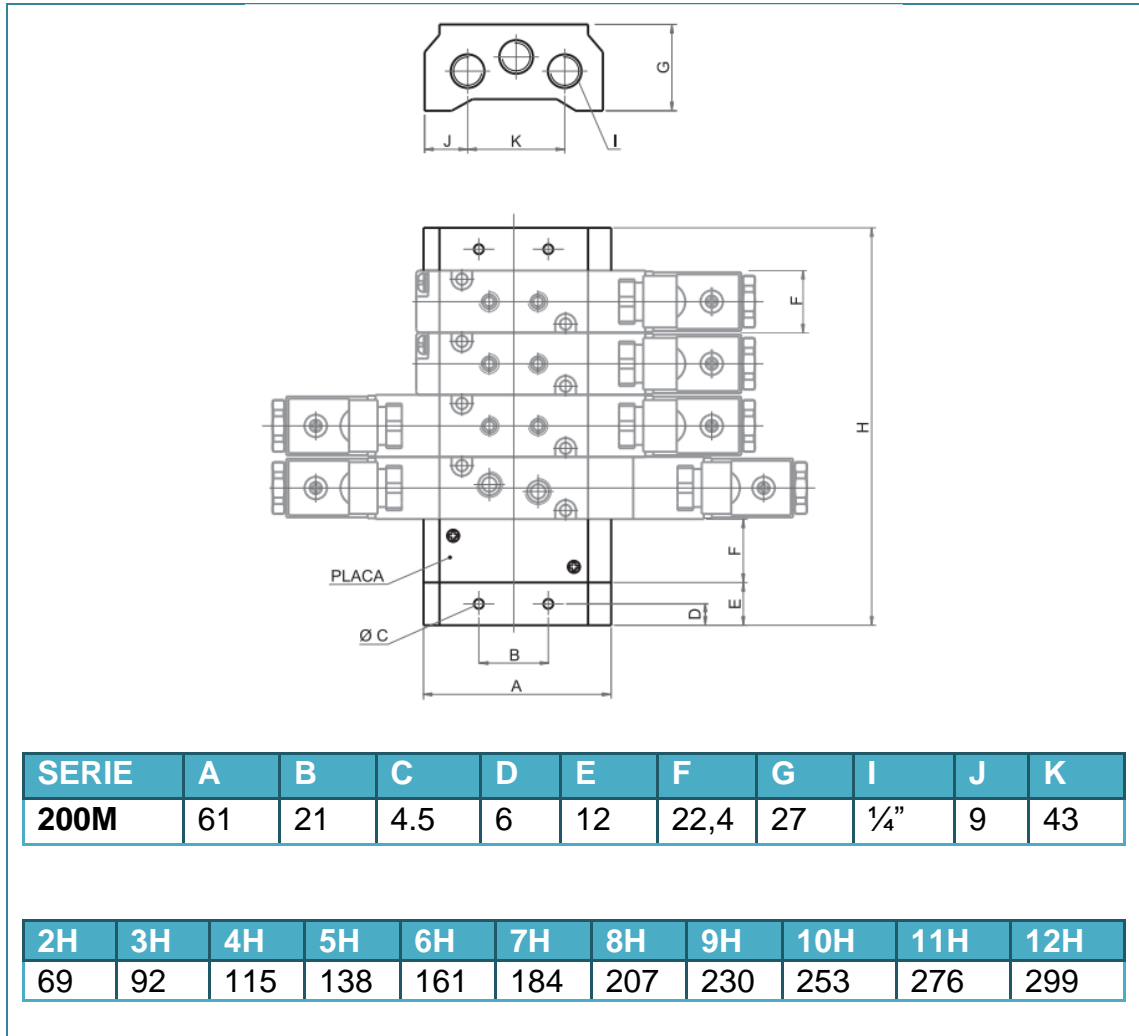 G
J
K
I
F
H
F
PLACA
E
D
Ø C
B
A
SERIE A B C D E F G I J K
200M 61 21 4.5 6 12 22,4 27 ¼” 9 43
2H 3H 4H 5H 6H 7H 8H 9H 10H 11H 12H
69 92 115 138 161 184 207 230 253 276 299